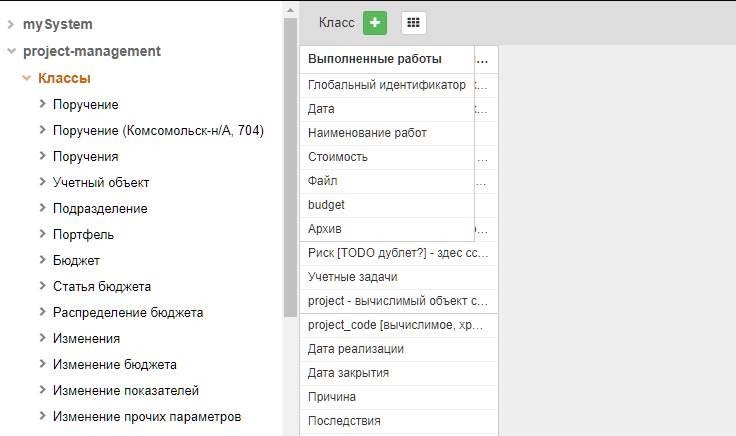 mySystem
project-management
Классы
Поручение
Поручение (Комсомольск-н/А, 704)
Поручения
Учетный объект
Подразделение
Портфель
Бюджет
Статья бюджета
Распределение бюджета
Изменения
Изменение бюджета
Изменение показателей
Изменение прочих параметров
Класс
Выполненные работы
Глобальный идентификатор
Дата
Наименование работ
Стоимость
Файл
budget
Архив
Риск [TODO дублет?] - здес сс...
Учетные задачи
project - вычислимый объект с...
project_code [вычислимое, хр...
Дата реализации
Дата закрытия
Причина
Последствия